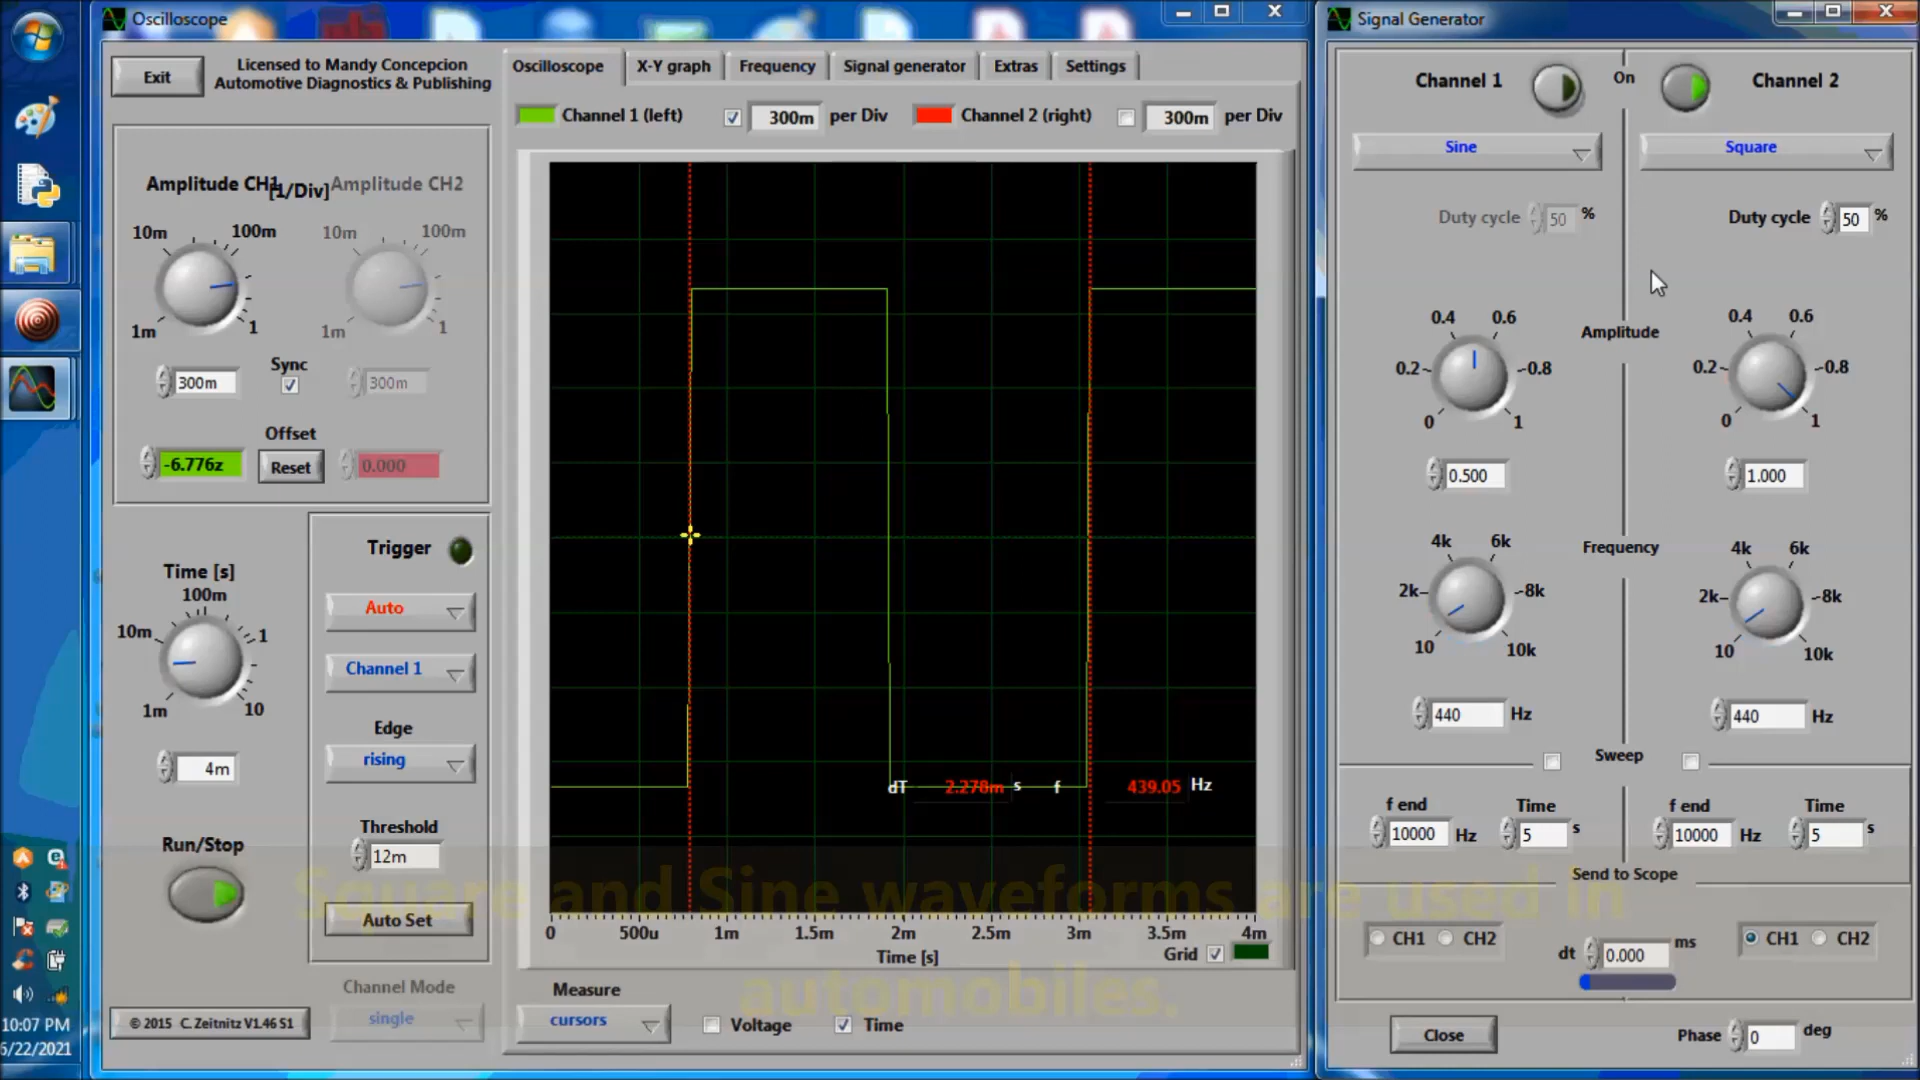 Oscilloscope
Exit
Licensed to Mandy Concepcion
Automotive Diagnostics & Publishing
Oscilloscope
X-Y graph
Frequency
Signal generator
Extras
Settings
Channel 1 (left)
300m
per Div
Channel 2 (right)
300m
per Div
Amplitude CH1
[1/Div]
Amplitude CH2
10m
100m
1m
1
10m
100m
1m
1
Sync
300m
300m
Offset
-6.776z
Reset
0.000
Time [s]
100m
10m
1
1m
10
4m
Run/Stop
Trigger
Auto
Channel 1
Edge
rising
Threshold
12m
Auto Set
Channel Mode
single
© 2015 C. Zeitnitz V1.46 S1
dT 2.278m s f 439.05 Hz
0 500u 1m 1.5m 2m 2.5m 3m 3.5m 4m
Time [s]
Grid
Measure
cursors
Voltage
Time
Square and Sine waveforms are used in
automobiles.
Signal Generator
Channel 1
On
Channel 2
Sine
Square
Duty cycle 50 %
Duty cycle 50 %
Amplitude
0.4 0.6
0.2 -0.8
0 1
0.500
0.4 0.6
0.2 -0.8
0 1
1.000
Frequency
4k 6k
2k -8k
10 10k
440 Hz
4k 6k
2k -8k
10 10k
440 Hz
Sweep
f end
Time
10000 Hz
5 s
f end
Time
10000 Hz
5 s
Send to Scope
CH1 CH2
dt 0.000 ms
CH1 CH2
Close
Phase 0 deg
10:07 PM
6/22/2021